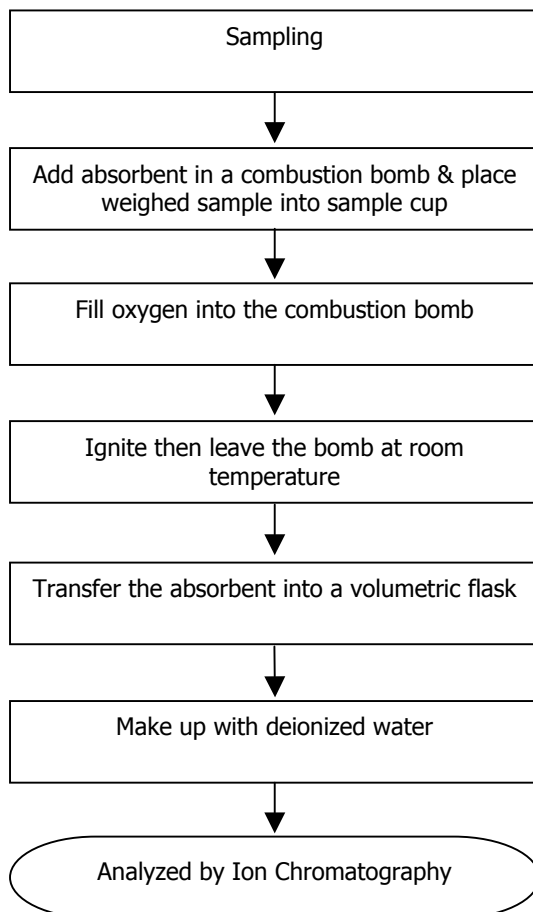 Sampling
Add absorbent in a combustion bomb & place
weighed sample into sample cup
Fill oxygen into the combustion bomb
Ignite then leave the bomb at room
temperature
Transfer the absorbent into a volumetric flask
Make up with deionized water
Analyzed by Ion Chromatography